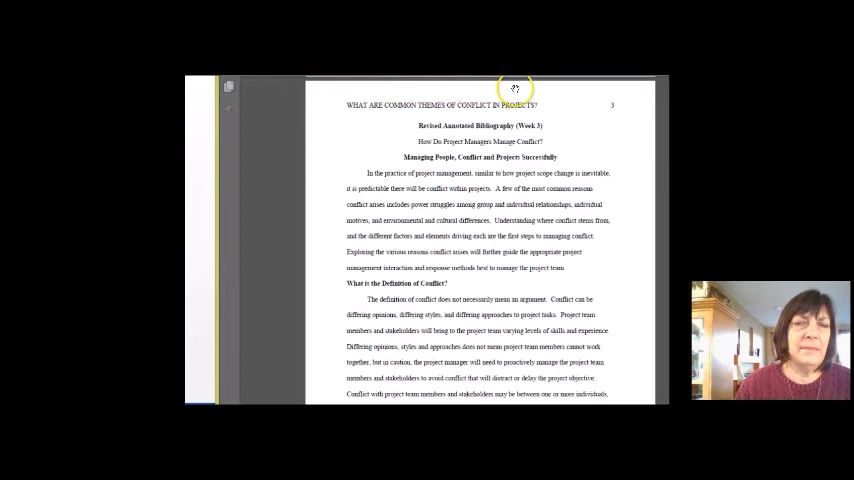 WHAT ARE COMMON THEMES OF CONFLICT IN PROJECTS? 3
Revised Annotated Bibliography (Week 3)
How Do Project Managers Manage Conflict?
Managing People, Conflict and Projects Successfully
In the practice of project management, similar to how project scope change is inevitable,
it is predictable there will be conflict within projects. A few of the most common reasons
conflict arises includes power struggles among group and individual relationships, individual
motives, and environmental and cultural differences. Understanding where conflict stems from,
and the different factors and elements driving each are the first steps to managing conflict.
Exploring the various reasons conflict arises will further guide the appropriate project
management interaction and response methods best to manage the project team
What is the Definition of Conflict?
The definition of conflict does not necessarily mean an argument. Conflict can be
differing opinions, differing styles, and differing approaches to project tasks. Project team
members and stakeholders will bring to the project team varying levels of skills and experience.
Differing opinions, styles and approaches does not mean project team members cannot work
together, but in caution, the project manager will need to proactively manage the project team
members and stakeholders to avoid conflict that will distract or delay the project objective
Conflict with project team members and stakeholders may be between one or more individuals,